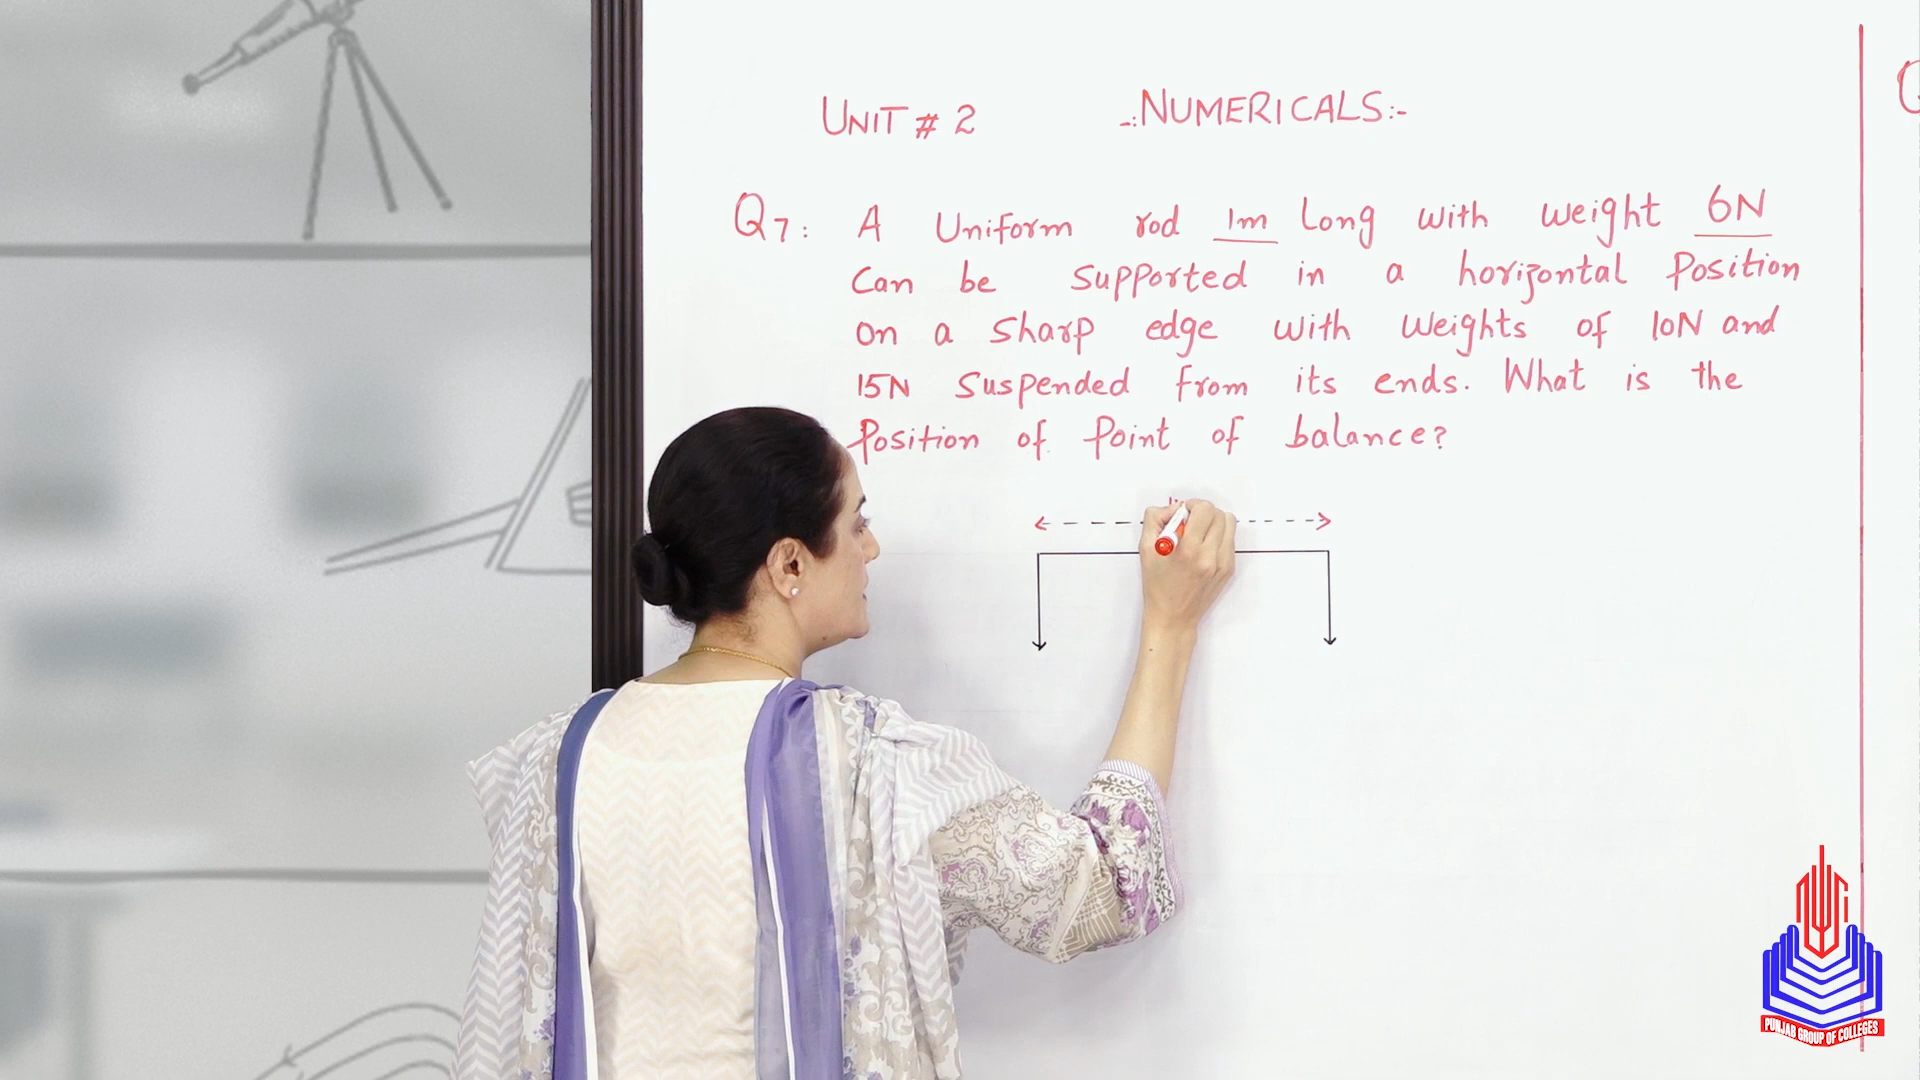 UNIT # 2 -:NUMERICALS:-
Q7: A Uniform rod 1m Long with weight 6N
Can be supported in a horizontal Position
on a sharp edge with weights of 10N and
15N suspended from its ends. What is the
Position of Point of balance?
PUNJAB GROUP OF COLLEGES